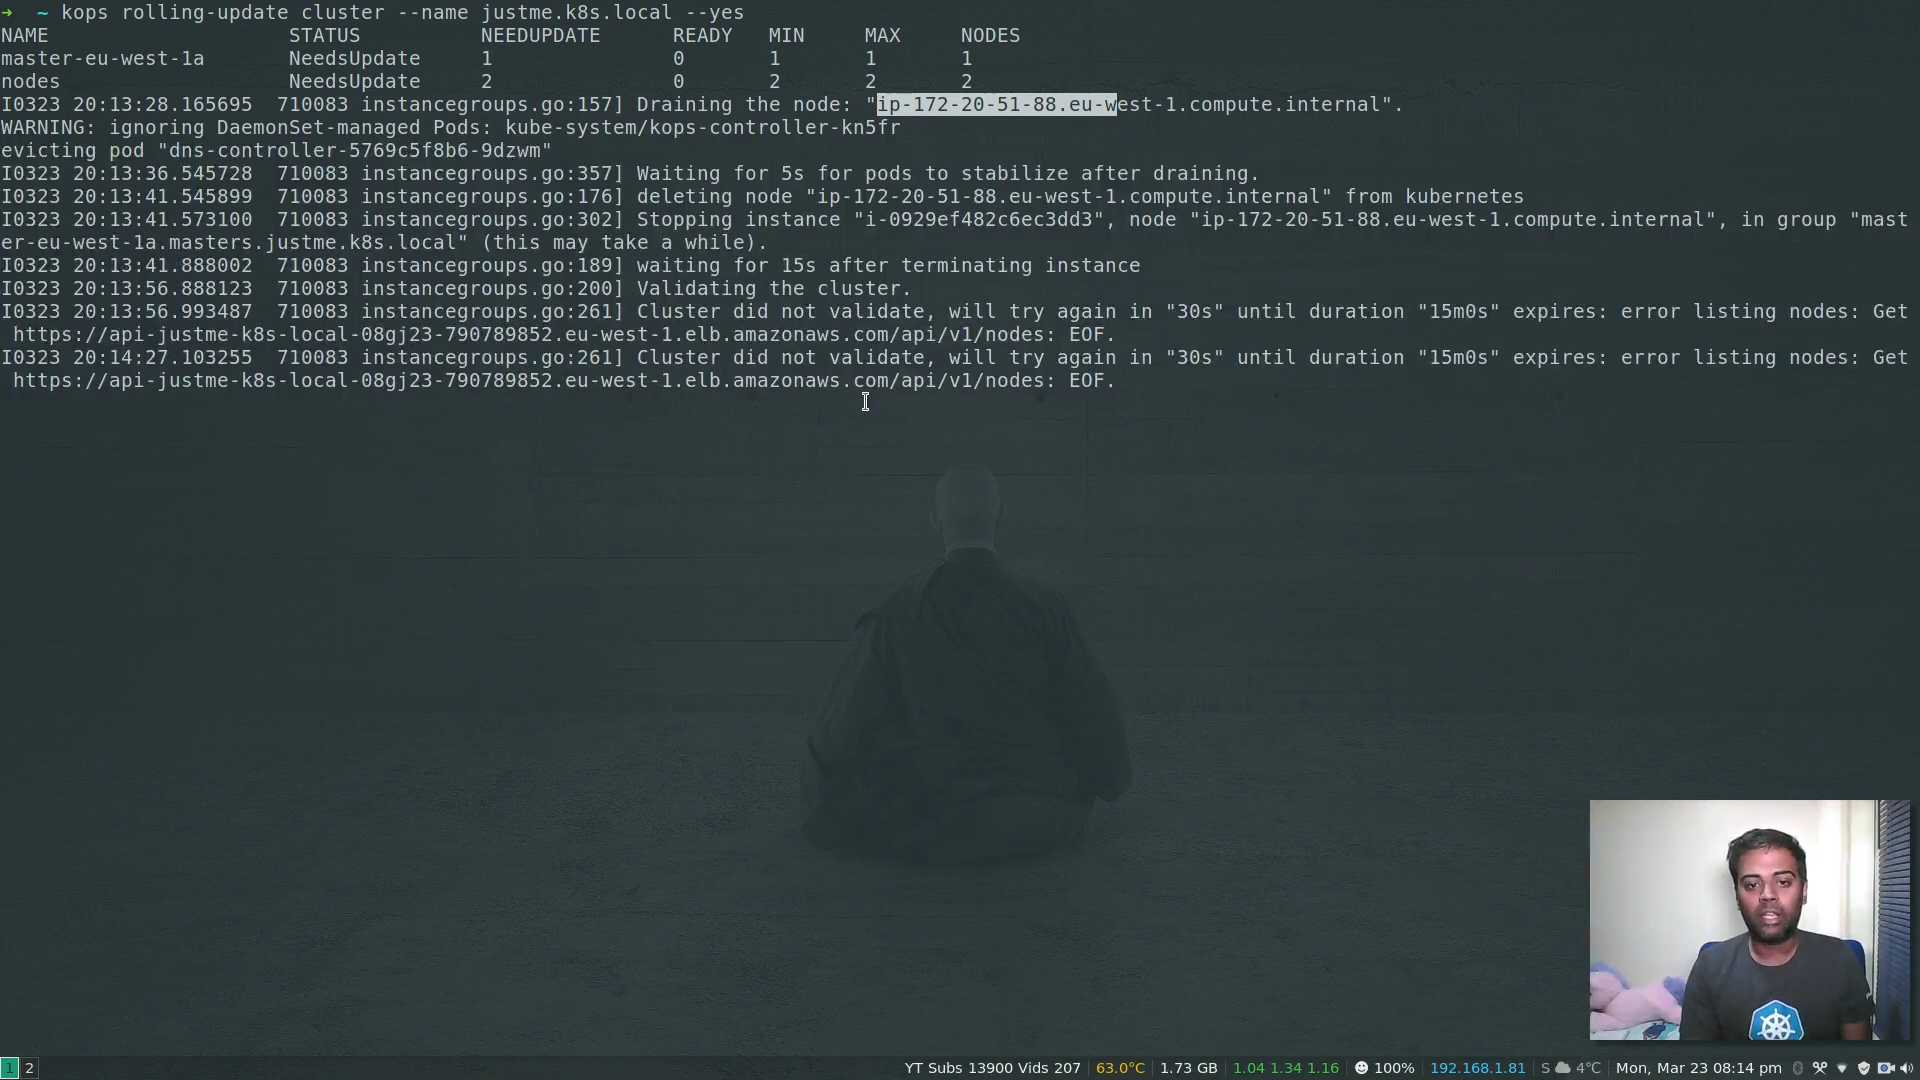 ➜  ~ kops rolling-update cluster --name justme.k8s.local --yes
NAME                    STATUS          NEEDUPDATE      READY   MIN     MAX     NODES
master-eu-west-1a       NeedsUpdate     1               0       1       1       1
nodes                   NeedsUpdate     2               0       2       2       2
I0323 20:13:28.165695  710083 instancegroups.go:157] Draining the node: "ip-172-20-51-88.eu-west-1.compute.internal".
WARNING: ignoring DaemonSet-managed Pods: kube-system/kops-controller-kn5fr
evicting pod "dns-controller-5769c5f8b6-9dzwm"
I0323 20:13:36.545728  710083 instancegroups.go:357] Waiting for 5s for pods to stabilize after draining.
I0323 20:13:41.545899  710083 instancegroups.go:176] deleting node "ip-172-20-51-88.eu-west-1.compute.internal" from kubernetes
I0323 20:13:41.573100  710083 instancegroups.go:302] Stopping instance "i-0929ef482c6ec3dd3", node "ip-172-20-51-88.eu-west-1.compute.internal", in group "mast
er-eu-west-1a.masters.justme.k8s.local" (this may take a while).
I0323 20:13:41.888002  710083 instancegroups.go:189] waiting for 15s after terminating instance
I0323 20:13:56.888123  710083 instancegroups.go:200] Validating the cluster.
I0323 20:13:56.993487  710083 instancegroups.go:261] Cluster did not validate, will try again in "30s" until duration "15m0s" expires: error listing nodes: Get
https://api-justme-k8s-local-08gj23-790789852.eu-west-1.elb.amazonaws.com/api/v1/nodes: EOF.
I0323 20:14:27.103255  710083 instancegroups.go:261] Cluster did not validate, will try again in "30s" until duration "15m0s" expires: error listing nodes: Get
https://api-justme-k8s-local-08gj23-790789852.eu-west-1.elb.amazonaws.com/api/v1/nodes: EOF.
1 2 YT Subs 13900 Vids 207 63.0°C 1.73 GB 1.04 1.34 1.16 100% 192.168.1.81 S 4°C Mon, Mar 23 08:14 pm